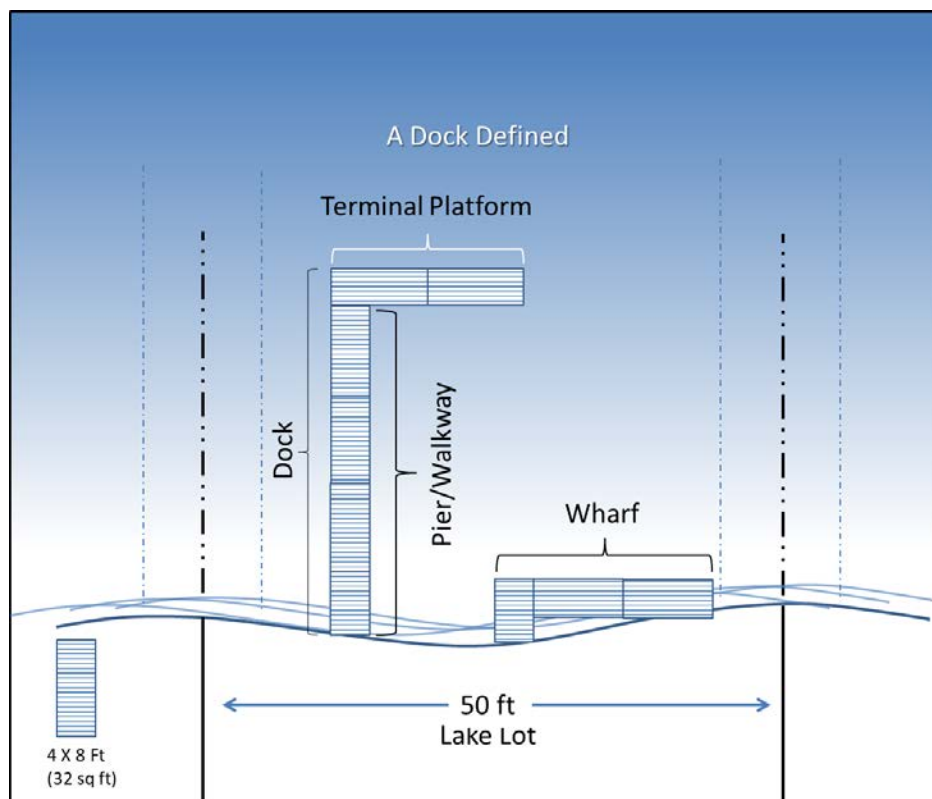 A Dock Defined
Terminal Platform
Dock
Pier/Walkway
Wharf
50 ft
Lake Lot
4 X 8 Ft
(32 sq ft)